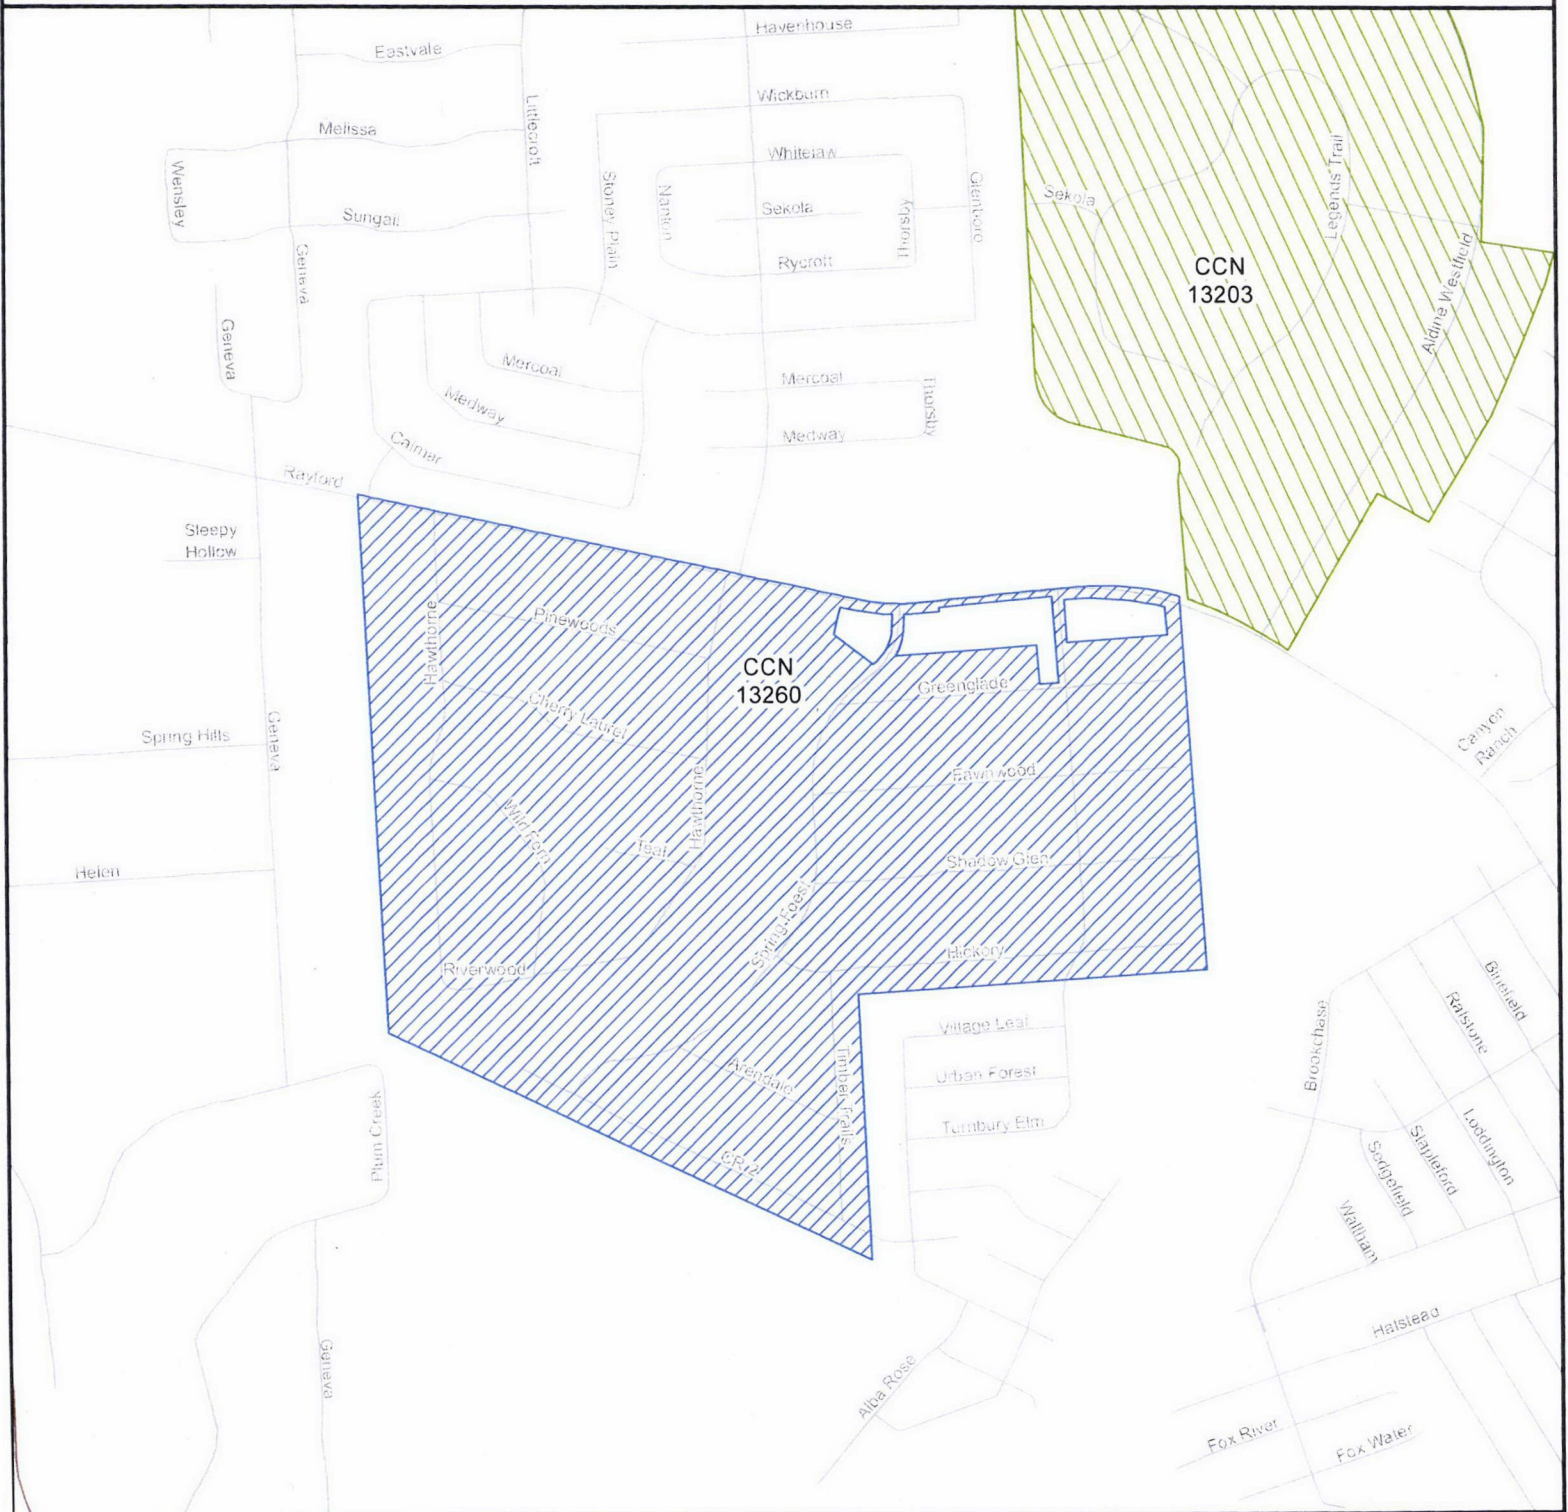 Havenhouse
Eastvale
Wickburn
Littlecroft
Melissa
Whitelaw
Wensley
Stoney Plain
Nanton
Sekola
Thorsby
Glenboro
Sekola
Legends Trail
Sungail
Geneva
Rycroft
CCN
13203
Aldine Westfield
Geneva
Mercoal
Mercoal
Thorsby
Medway
Medway
Calmar
Rayford
Sleepy
Hollow
Hawthorne
Pinewoods
CCN
13260
Greenglade
Cherry Laurel
Spring Hills
Geneva
Canyon
Ranch
Fawnwood
Hawthorne
Wild Fern
Teal
Shadow Glen
Helen
Spring Foest
Hickory
Riverwood
Binefield
Ralstone
Brookchase
Village Leaf
Timber Trails
Arendale
Urban Forest
Plum Creek
Turnbury Elm
Loddington
Stapleford
Sedgefield
CR-2
Waltham
Halstead
Geneva
Alba Rose
Fox River
Fox Water